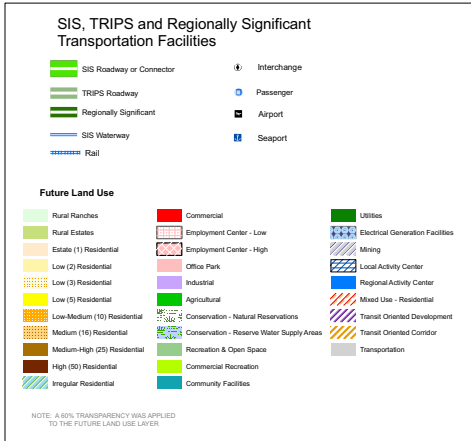 SIS, TRIPS and Regionally Significant
Transportation Facilities
SIS Roadway or Connector
TRIPS Roadway
Regionally Significant
SIS Waterway
Rail
Interchange
Passenger
Airport
Seaport
Future Land Use
Rural Ranches
Rural Estates
Estate (1) Residential
Low (2) Residential
Low (3) Residential
Low (5) Residential
Low-Medium (10) Residential
Medium (16) Residential
Medium-High (25) Residential
High (50) Residential
Irregular Residential
Commercial
Employment Center - Low
Employment Center - High
Office Park
Industrial
Agricultural
Conservation - Natural Reservations
Conservation - Reserve Water Supply Areas
Recreation & Open Space
Commercial Recreation
Community Facilities
Utilities
Electrical Generation Facilities
Mining
Local Activity Center
Regional Activity Center
Mixed Use - Residential
Transit Oriented Development
Transit Oriented Corridor
Transportation
NOTE: A 60% TRANSPARENCY WAS APPLIED
TO THE FUTURE LAND USE LAYER